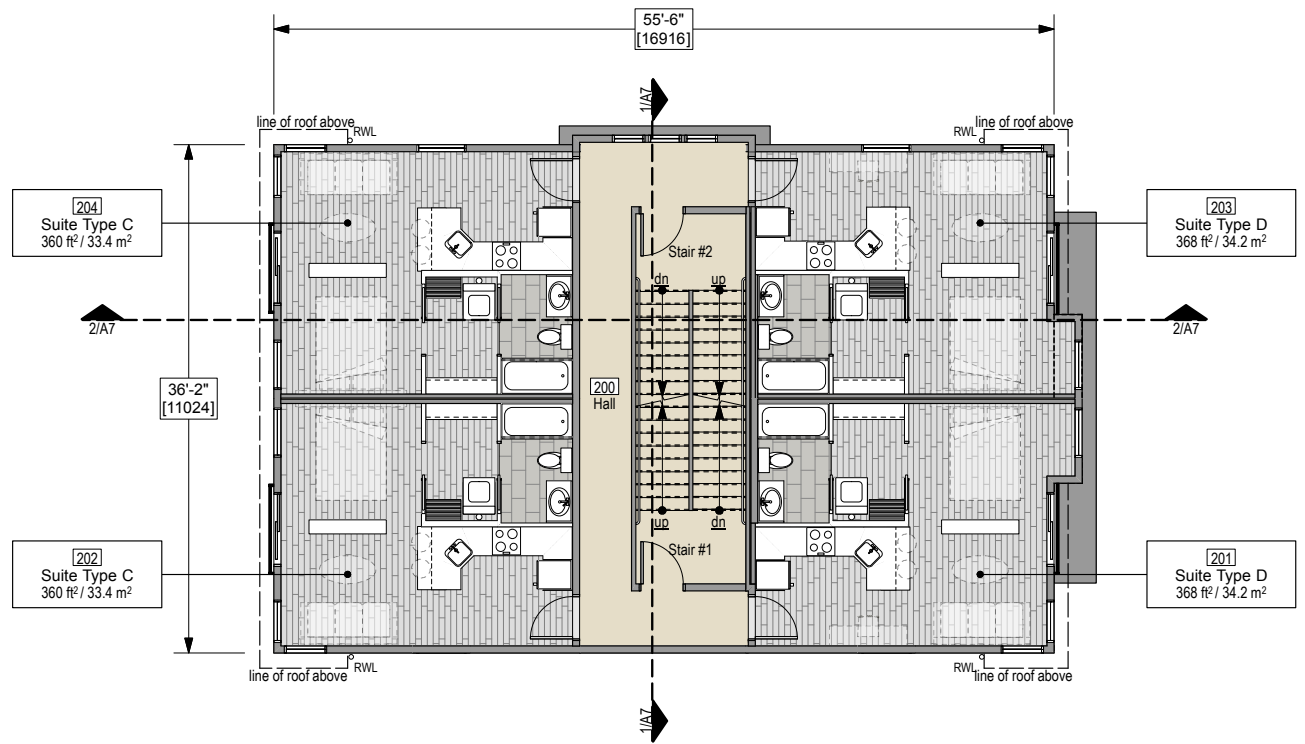 55'-6"
[16916]
1/A7
line of roof above
RWL
RWL
line of roof above
204
Suite Type C
360 ft² / 33.4 m²
203
Suite Type D
368 ft² / 34.2 m²
Stair #2
dn
up
2/A7
2/A7
36'-2"
[11024]
200
Hall
up
dn
Stair #1
202
Suite Type C
360 ft² / 33.4 m²
201
Suite Type D
368 ft² / 34.2 m²
RWL
line of roof above
RWL
line of roof above
1/A7